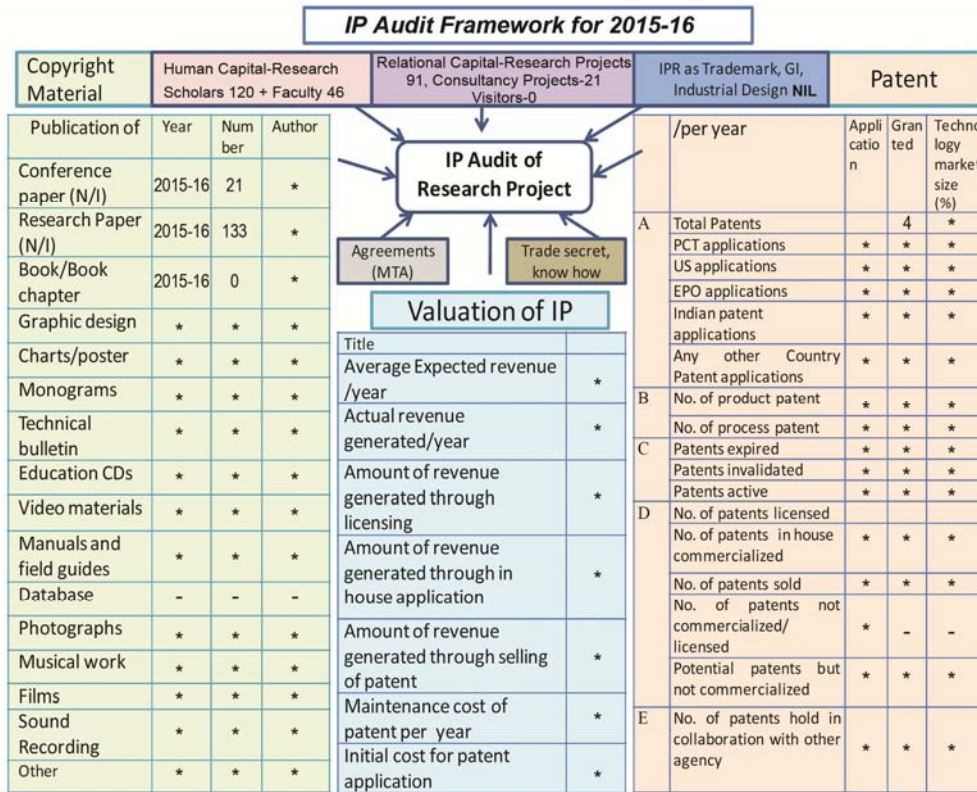 IP Audit Framework for 2015-16
Copyright
Material
Human Capital-Research
Scholars 120 + Faculty 46
Relational Capital-Research Projects
91, Consultancy Projects-21
Visitors-0
IPR as Trademark, GI,
Industrial Design NIL
Patent
Publication of Year Num
ber Author
Conference
paper (N/I) 2015-16 21 *
Research Paper
(N/I) 2015-16 133 *
Book/Book
chapter 2015-16 0 *
Graphic design * * *
Charts/poster * * *
Monograms * * *
Technical
bulletin * * *
Education CDs * * *
Video materials * * *
Manuals and
field guides * * *
Database - - -
Photographs * * *
Musical work * * *
Films * * *
Sound
Recording * * *
Other * * *
IP Audit of
Research Project
Agreements
(MTA)
Trade secret,
know how
Valuation of IP
Title
Average Expected revenue
/year *
Actual revenue
generated/year *
Amount of revenue
generated through
licensing *
Amount of revenue
generated through in
house application *
Amount of revenue
generated through selling
of patent *
Maintenance cost of
patent per year *
Initial cost for patent
application *
/per year Appli
catio
n Gran
ted Techno
logy
market
size
(%)
A Total Patents 4 *
PCT applications * * *
US applications * * *
EPO applications * * *
Indian patent
applications * * *
Any other Country
Patent applications * * *
B No. of product patent * * *
No. of process patent * * *
C Patents expired * * *
Patents invalidated * * *
Patents active * * *
D No. of patents licensed
No. of patents in house
commercialized * * *
No. of patents sold * * *
No. of patents not
commercialized/
licensed * - -
Potential patents but
not commercialized * * *
E No. of patents hold in
collaboration with other
agency * * *